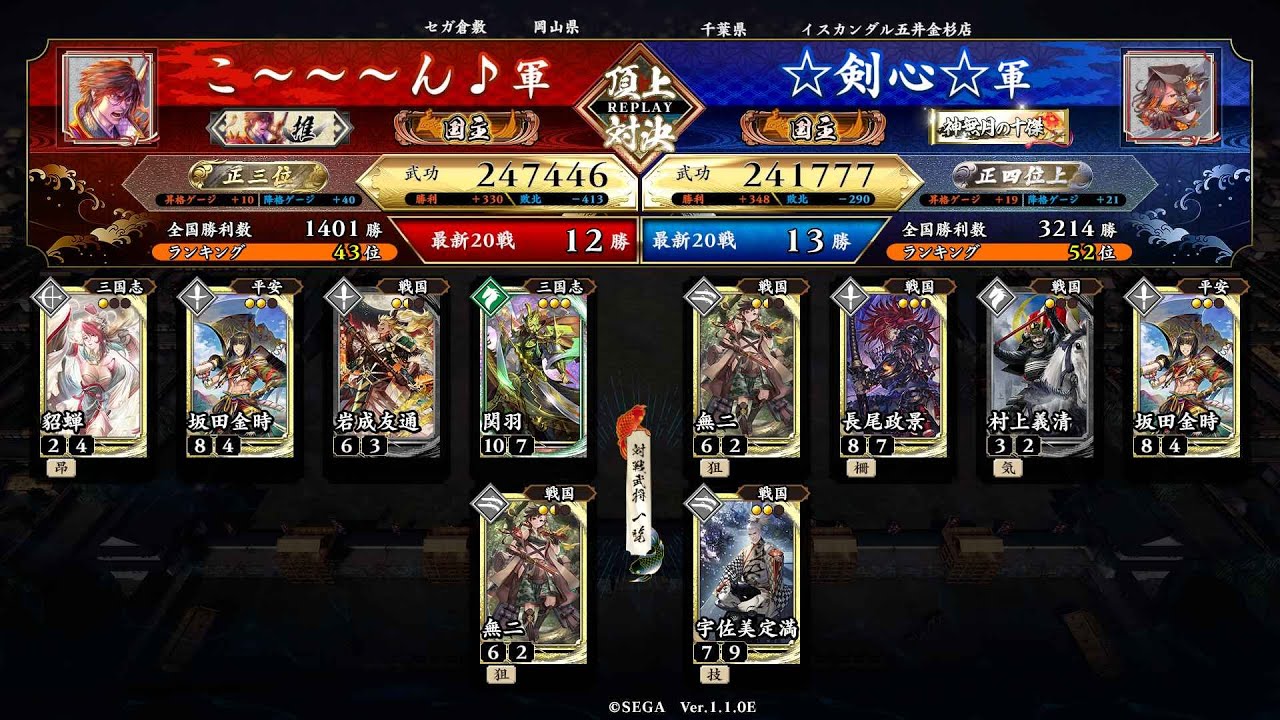 セガ倉敷 岡山県
千葉県 イスカンダル五井金杉店
こ～～～ん♪軍
頂上
REPLAY
対決
☆剣心☆軍
推
国主
国主
神無月の十傑
正三位
武功 247446
武功 241777
正四位上
昇格ゲージ +10 降格ゲージ +40
勝利 +330 敗北 -413
勝利 +348 敗北 -290
昇格ゲージ +19 降格ゲージ +21
全国勝利数 1401勝
ランキング 43位
最新20戦 12勝
最新20戦 13勝
全国勝利数 3214勝
ランキング 52位
三国志
貂蝉
2 4
昴
平安
坂田金時
8 4
戦国
岩成友通
6 3
三国志
関羽
10 7
戦国
無二
6 2
狙
戦国
長尾政景
8 7
柵
戦国
村上義清
3 2
気
平安
坂田金時
8 4
対戦武将一覧
戦国
無二
6 2
狙
戦国
宇佐美定満
7 9
技
©SEGA Ver.1.1.0E